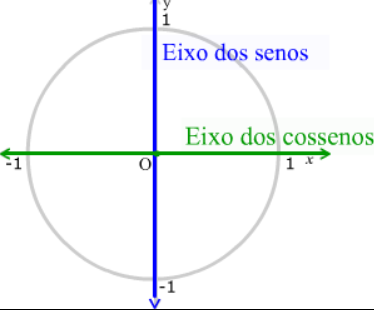 y
1
Eixo dos senos
Eixo dos cossenos
-1
O
1
x
-1